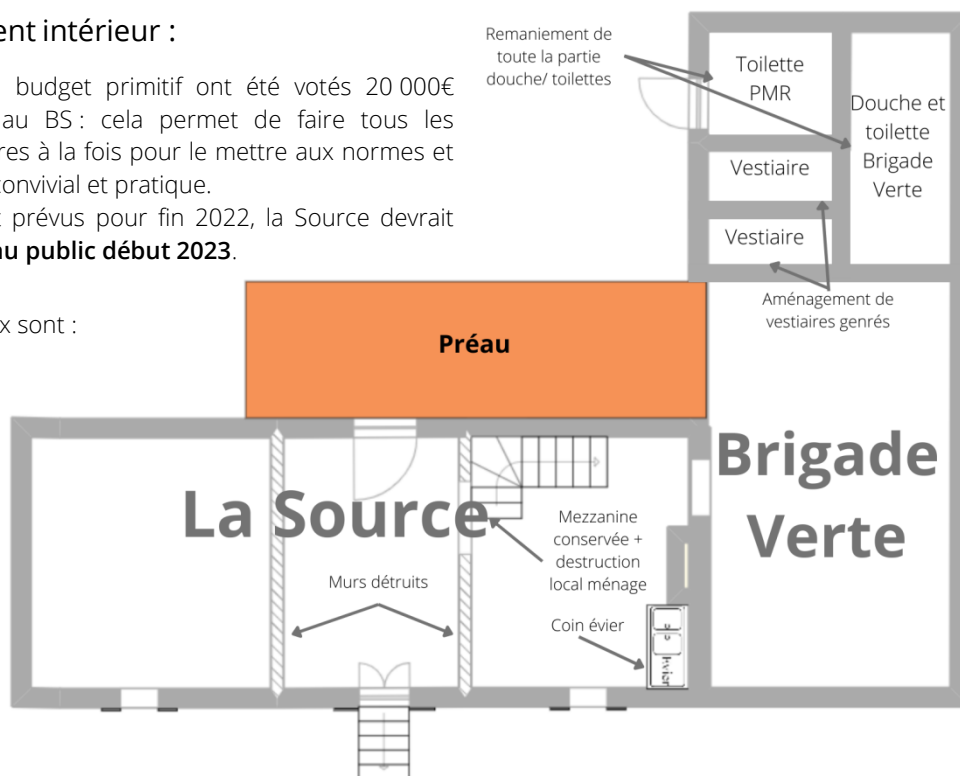 ent intérieur :
budget primitif ont été votés 20 000€
au BS : cela permet de faire tous les
res à la fois pour le mettre aux normes et
convivial et pratique.
prévus pour fin 2022, la Source devrait
au public début 2023.
x sont :
Remaniement de
toute la partie
douche/ toilettes
Toilette
PMR
Douche et
toilette
Brigade
Verte
Vestiaire
Vestiaire
Aménagement de
vestiaires genrés
Préau
Brigade
Verte
La Source
Mezzanine
conservée +
destruction
local ménage
Murs détruits
Coin évier
Evier